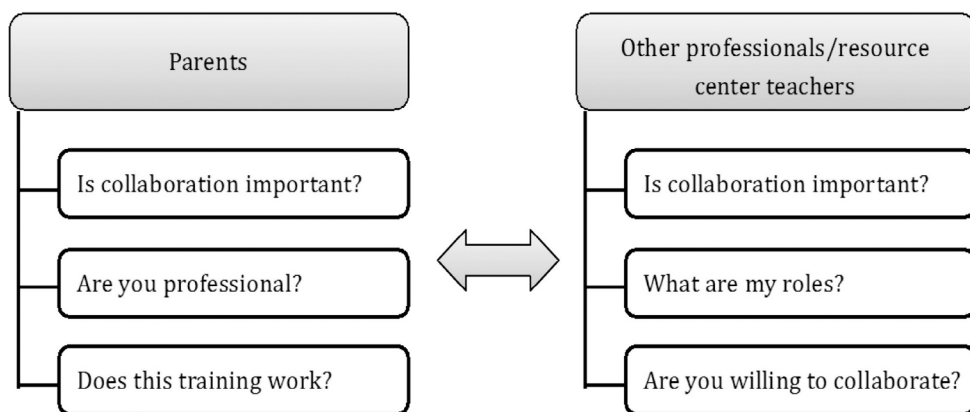 Parents
Is collaboration important?
Are you professional?
Does this training work?
Other professionals/resource
center teachers
Is collaboration important?
What are my roles?
Are you willing to collaborate?